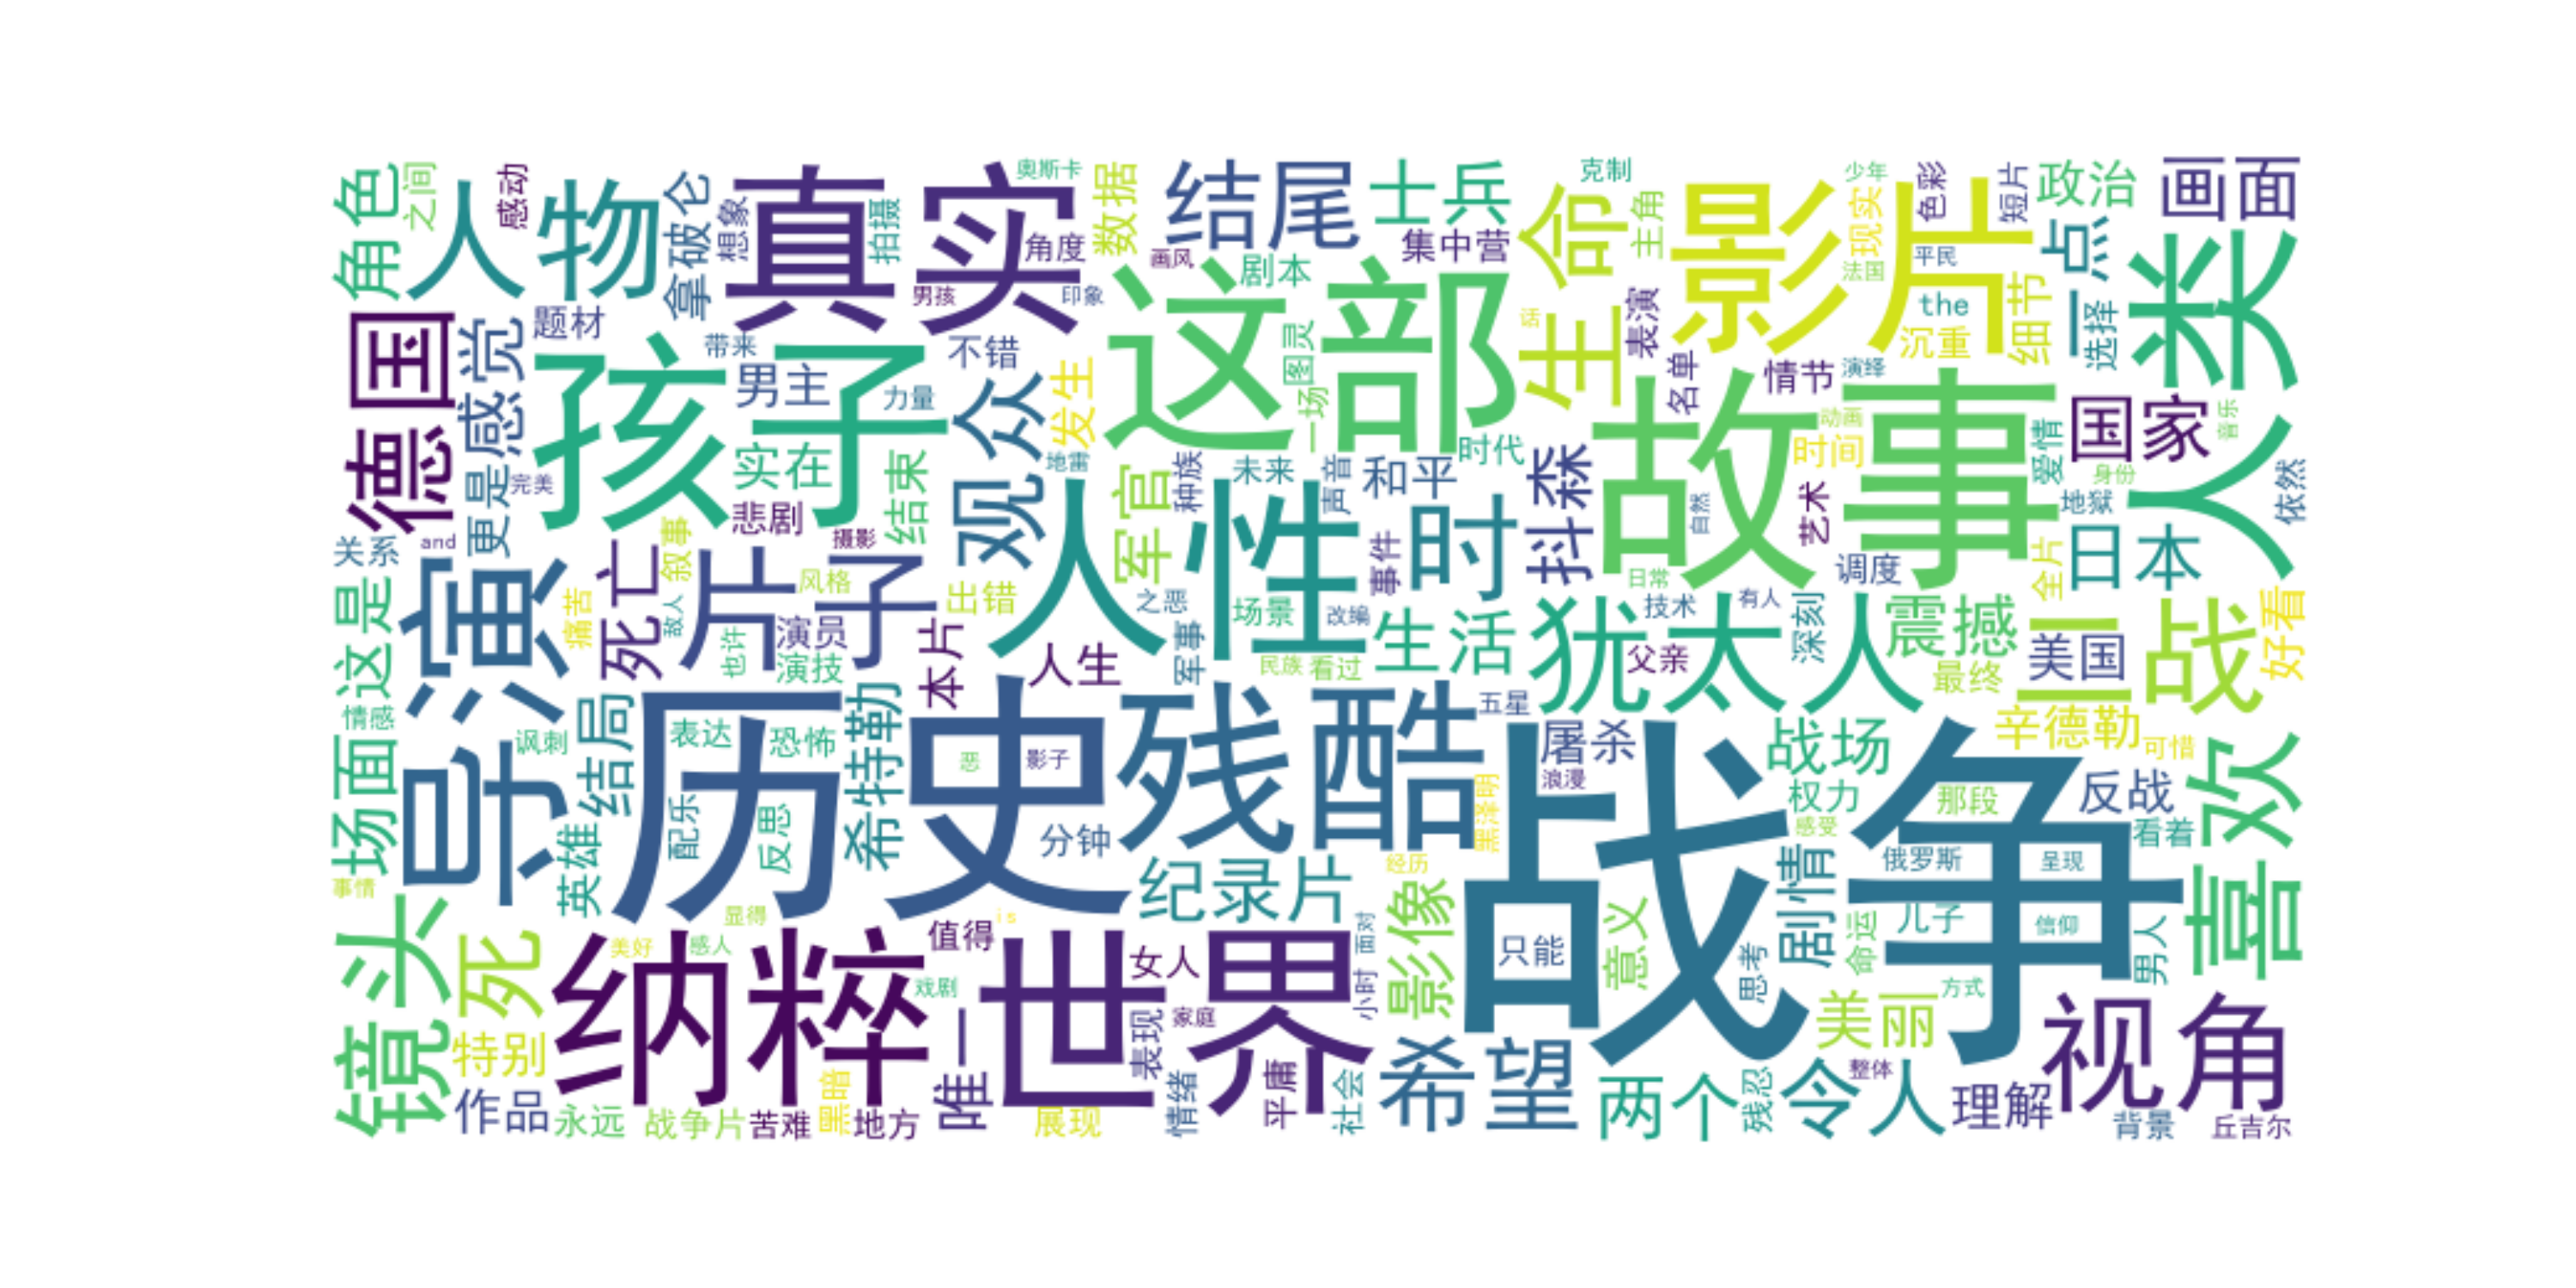 角色
之间
人物
感动
拿破仑
想象
真实
拍摄
奥斯卡
角度
数据
画风
结尾
剧本
士兵
集中营
克制
生命
主角
影片
少年
现实
色彩
平民
法国
短片
政治
一点
画面
人类
the
沉重
细节
选择
德国
感觉
更是
题材
带来
男孩
印象
不错
孩子
男主
力量
观众
发生
这部
图灵
一场
话
表演
名单
情节
演绎
故事
动画
时间
时代
爱情
国家
音乐
身份
地狱
依然
完美
实在
结束
悲剧
地雷
军官
种族
未来
声音
和平
抖森
自然
艺术
日本
关系
and
导演
死亡
叙事
片子
摄影
风格
出错
人性
之恶
场景
改编
事件
时
日常
技术
有人
调度
全片
这是
痛苦
敌人
也许
演员
演技
本片
人生
军事
民族
看过
生活
犹太人
父亲
深刻
震撼
最终
美国
二战
好看
情感
讽刺
结局
历史
表达
恐怖
希特勒
恶
影子
残酷
五星
屠杀
浪漫
黑泽明
战争
战场
辛德勒
可惜
喜欢
反战
权力
那段
感受
看着
场面
英雄
配乐
反思
分钟
纪录片
经历
影像
俄罗斯
呈现
剧情
事情
镜头
死
显得
美好
感人
值得
is
女人
世界
面对
小时
只能
意义
思考
命运
儿子
信仰
男人
纳粹
戏剧
唯一
表现
家庭
方式
美丽
视角
特别
作品
永远
战争片
苦难
黑暗
地方
展现
情绪
平庸
社会
希望
两个
残忍
令人
整体
理解
背景
丘吉尔